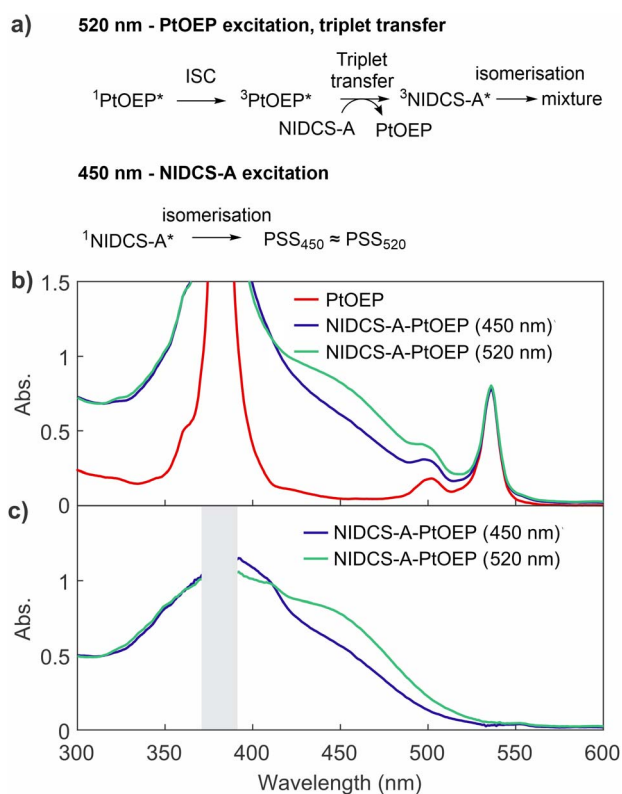 a) 520 nm - PtOEP excitation, triplet transfer
ISC
Triplet
transfer
isomerisation
¹PtOEP* ³PtOEP* ³NIDCS-A* mixture
NIDCS-A PtOEP
450 nm - NIDCS-A excitation
isomerisation
¹NIDCS-A* PSS₄₅₀ ≈ PSS₅₂₀
b)
1.5
1
0.5
0
Abs.
PtOEP
NIDCS-A-PtOEP (450 nm)
NIDCS-A-PtOEP (520 nm)
c)
1
0.5
0
Abs.
NIDCS-A-PtOEP (450 nm)
NIDCS-A-PtOEP (520 nm)
300 350 400 450 500 550 600
Wavelength (nm)